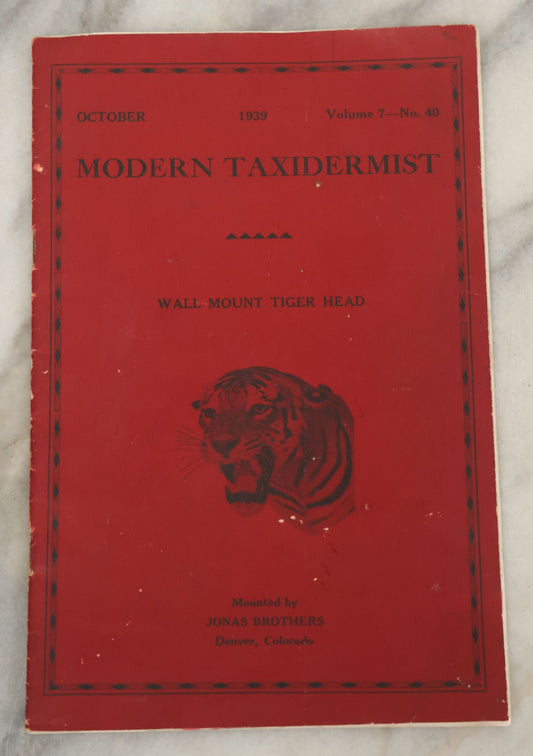 OCTOBER 1939 Volume 7—No. 40
MODERN TAXIDERMIST
WALL MOUNT TIGER HEAD
Mounted by
JONAS BROTHERS
Denver, Colorado